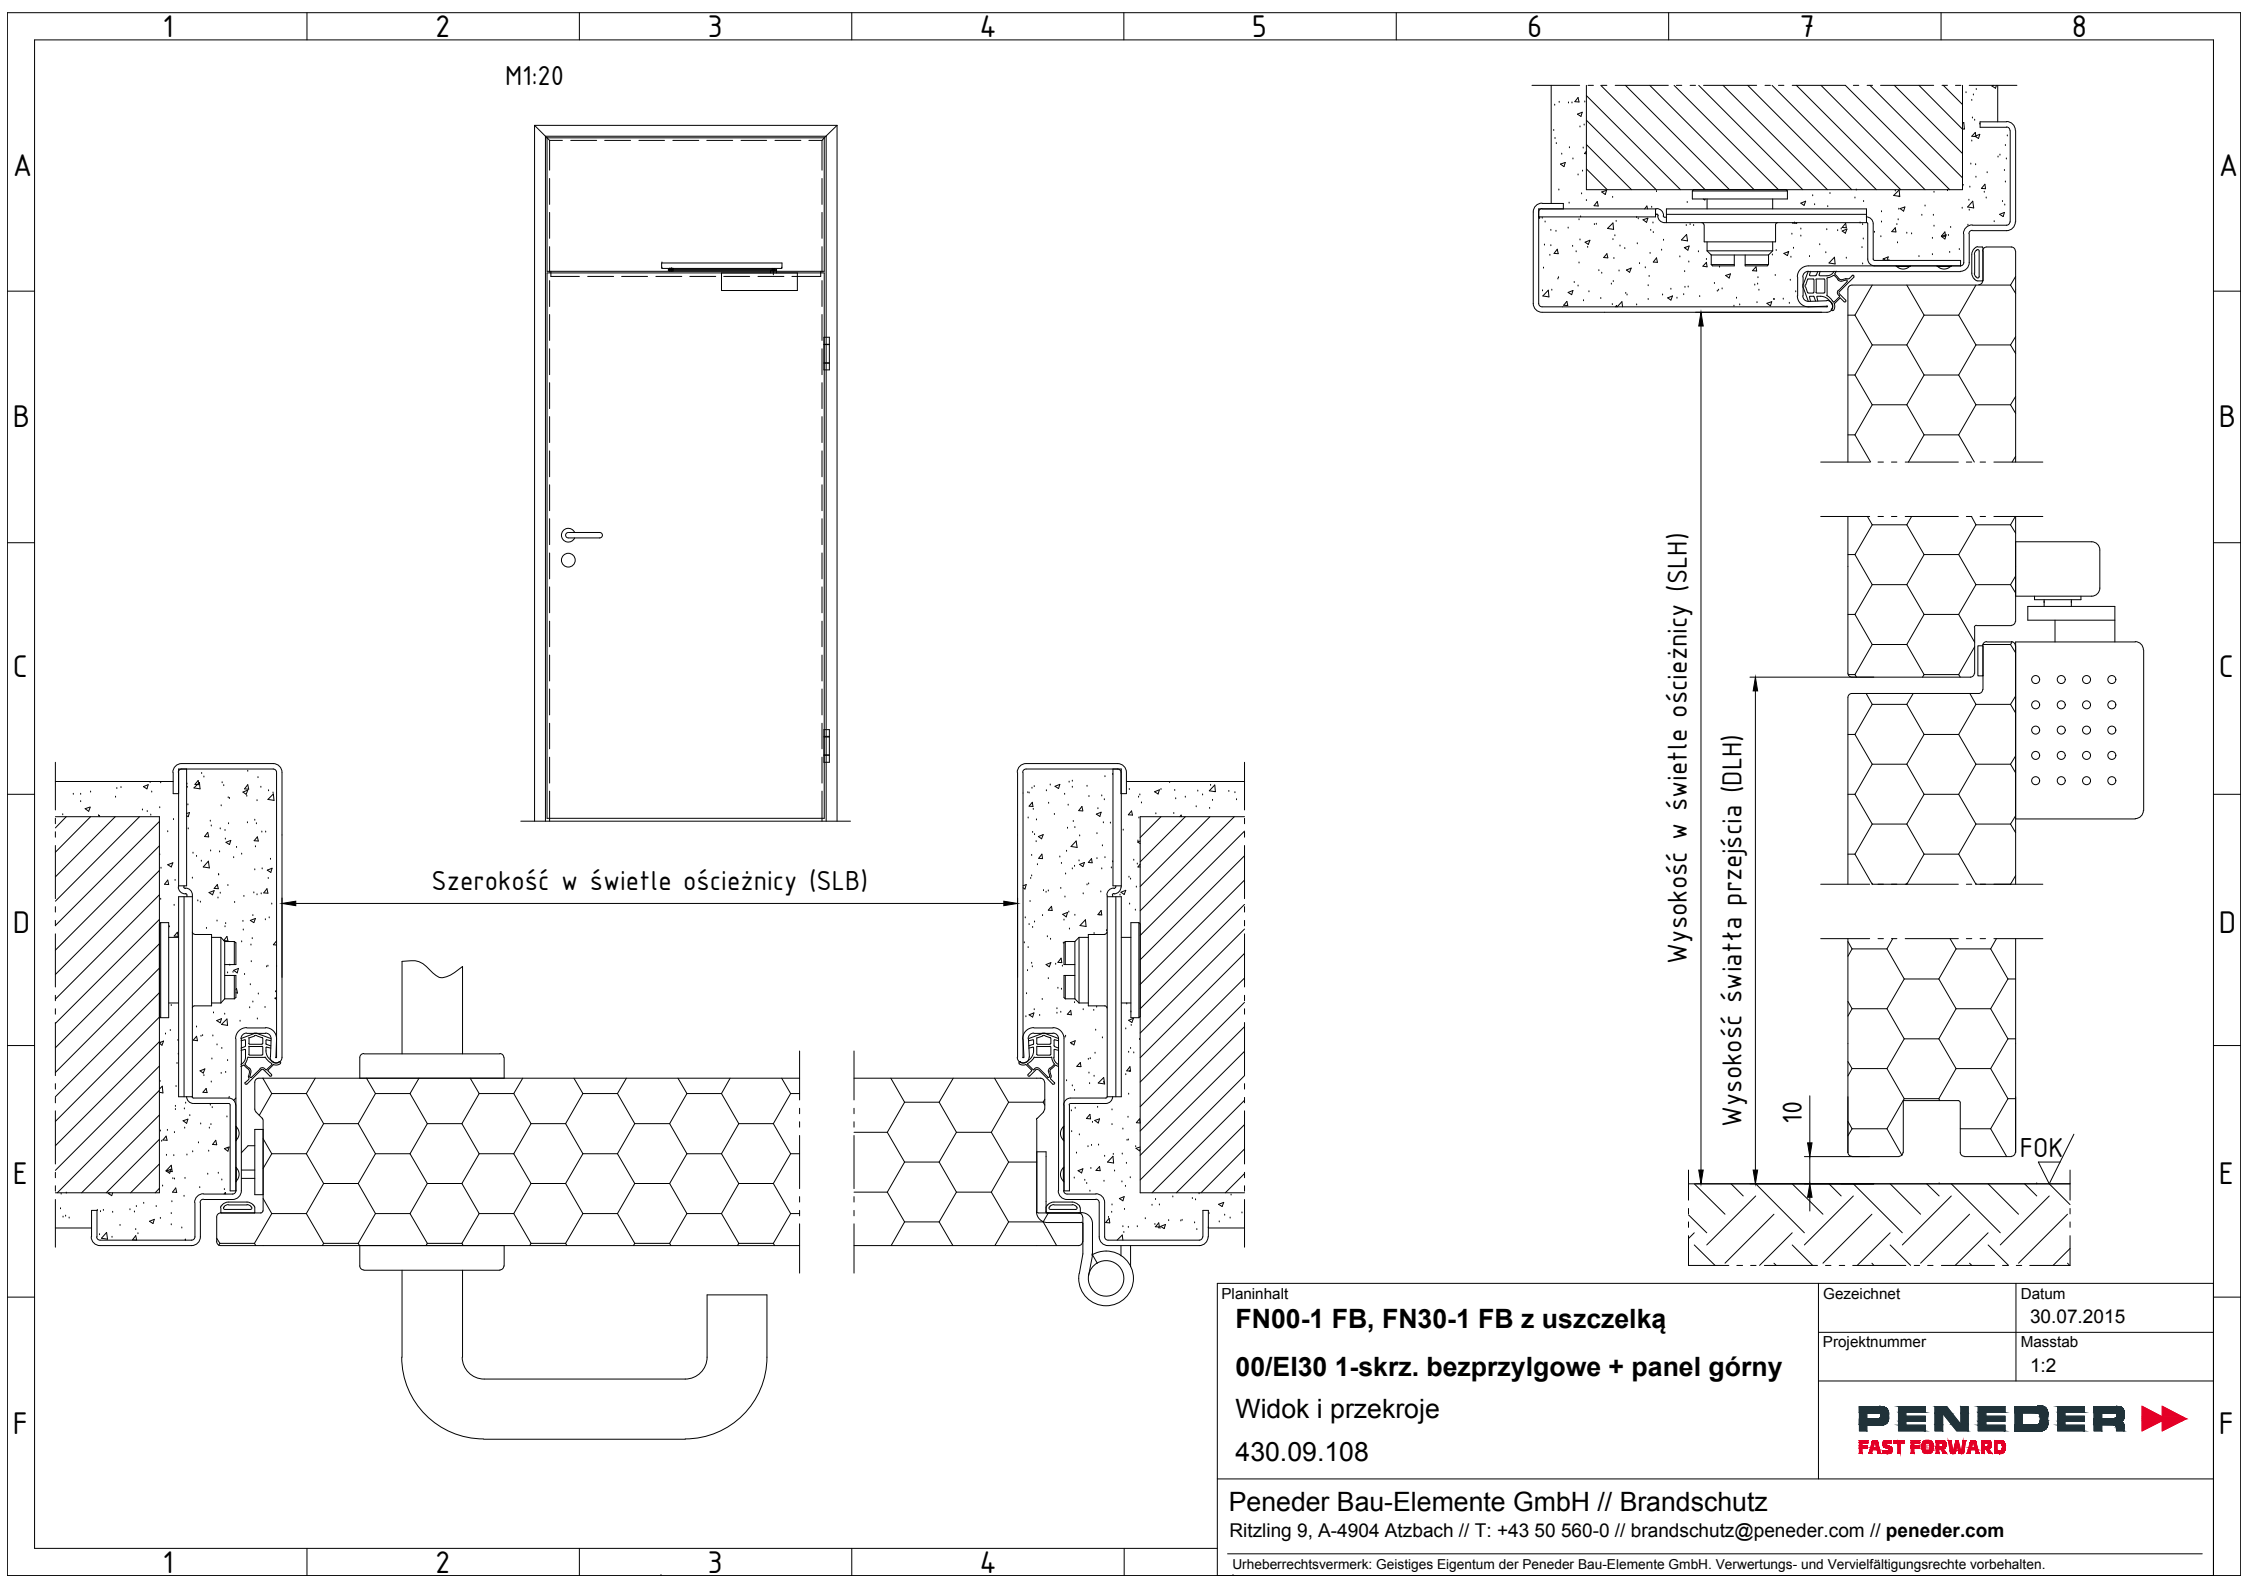 1 2 3 4 5 6 7 8
M1:20
A A
B B
C C
D D
E E
F F
Szerokość w świetle ościeżnicy (SLB)
Wysokość w świetle ościeżnicy (SLH)
Wysokość światła przejścia (DLH)
10
FOK
Planinhalt
FN00-1 FB, FN30-1 FB z uszczelką
00/EI30 1-skrz. bezprzylgowe + panel górny
Widok i przekroje
430.09.108
Gezeichnet
Datum
30.07.2015
Projektnummer
Masstab
1:2
PENEDER
FAST FORWARD
Peneder Bau-Elemente GmbH // Brandschutz
Ritzling 9, A-4904 Atzbach // T: +43 50 560-0 // brandschutz@peneder.com // peneder.com
Urheberrechtsvermerk: Geistiges Eigentum der Peneder Bau-Elemente GmbH. Verwertungs- und Vervielfältigungsrechte vorbehalten.
1 2 3 4